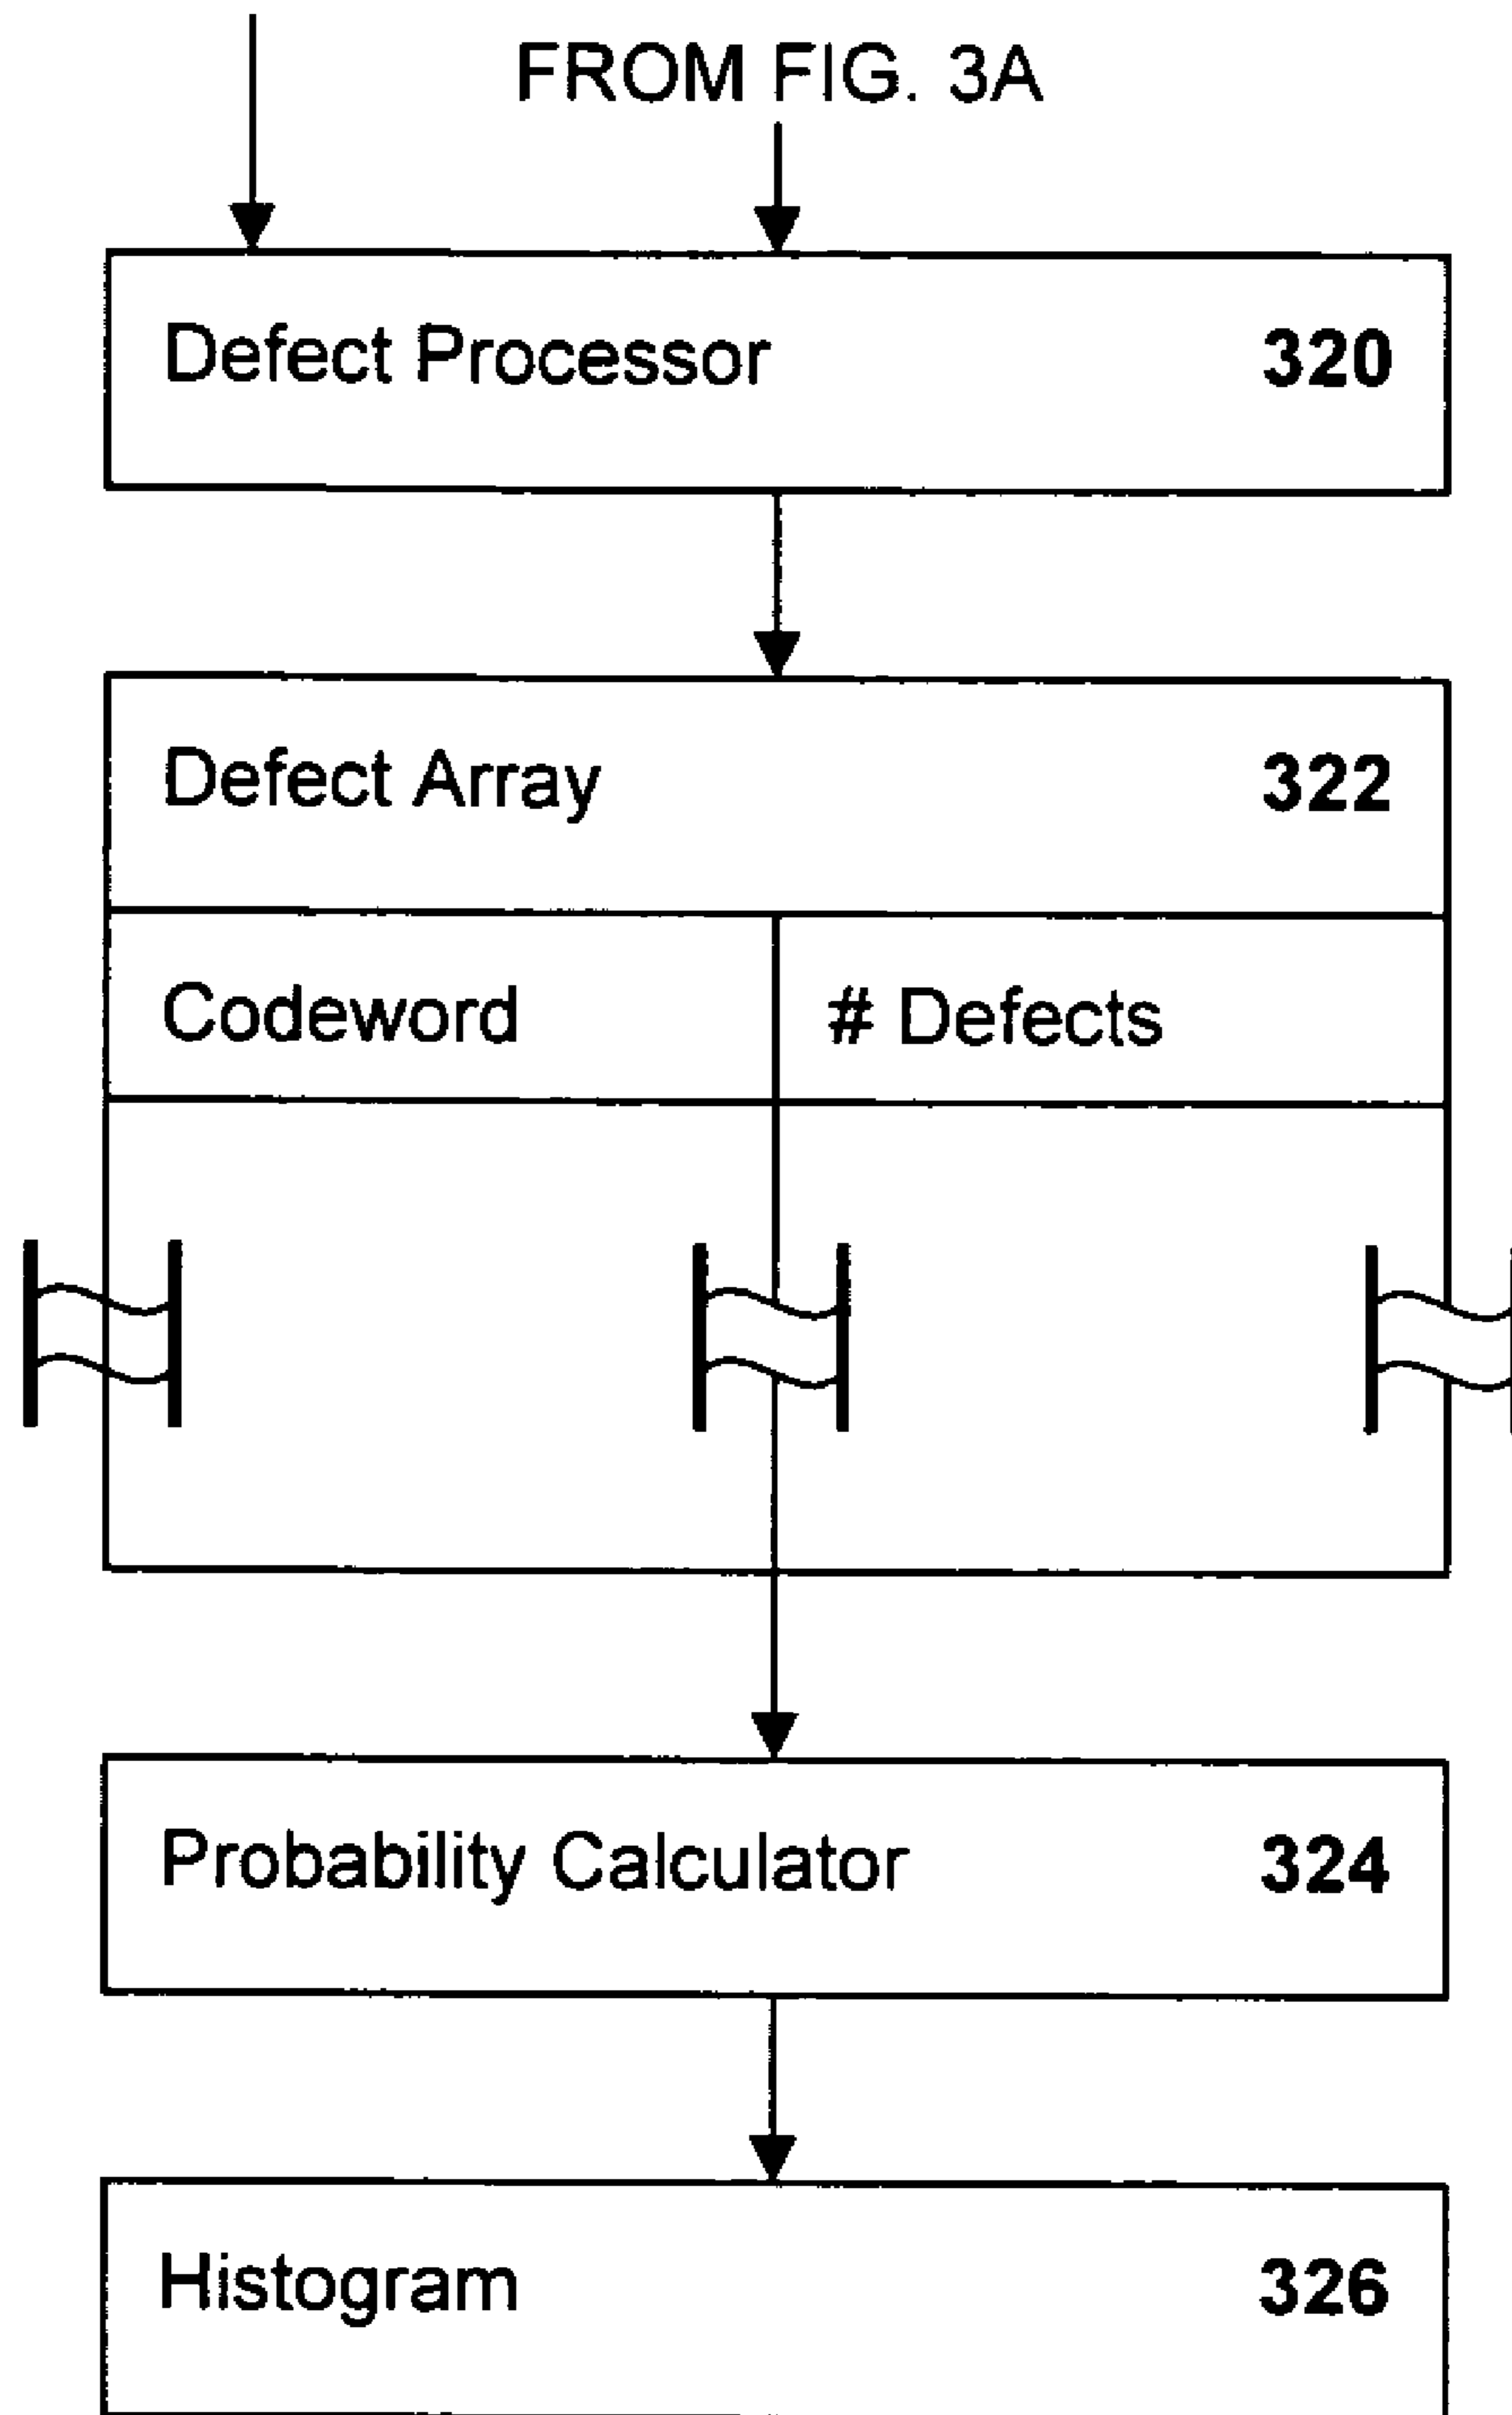 FROM FIG. 3A
Defect Processor 320
Defect Array 322
Codeword # Defects
Probability Calculator 324
Histogram 326